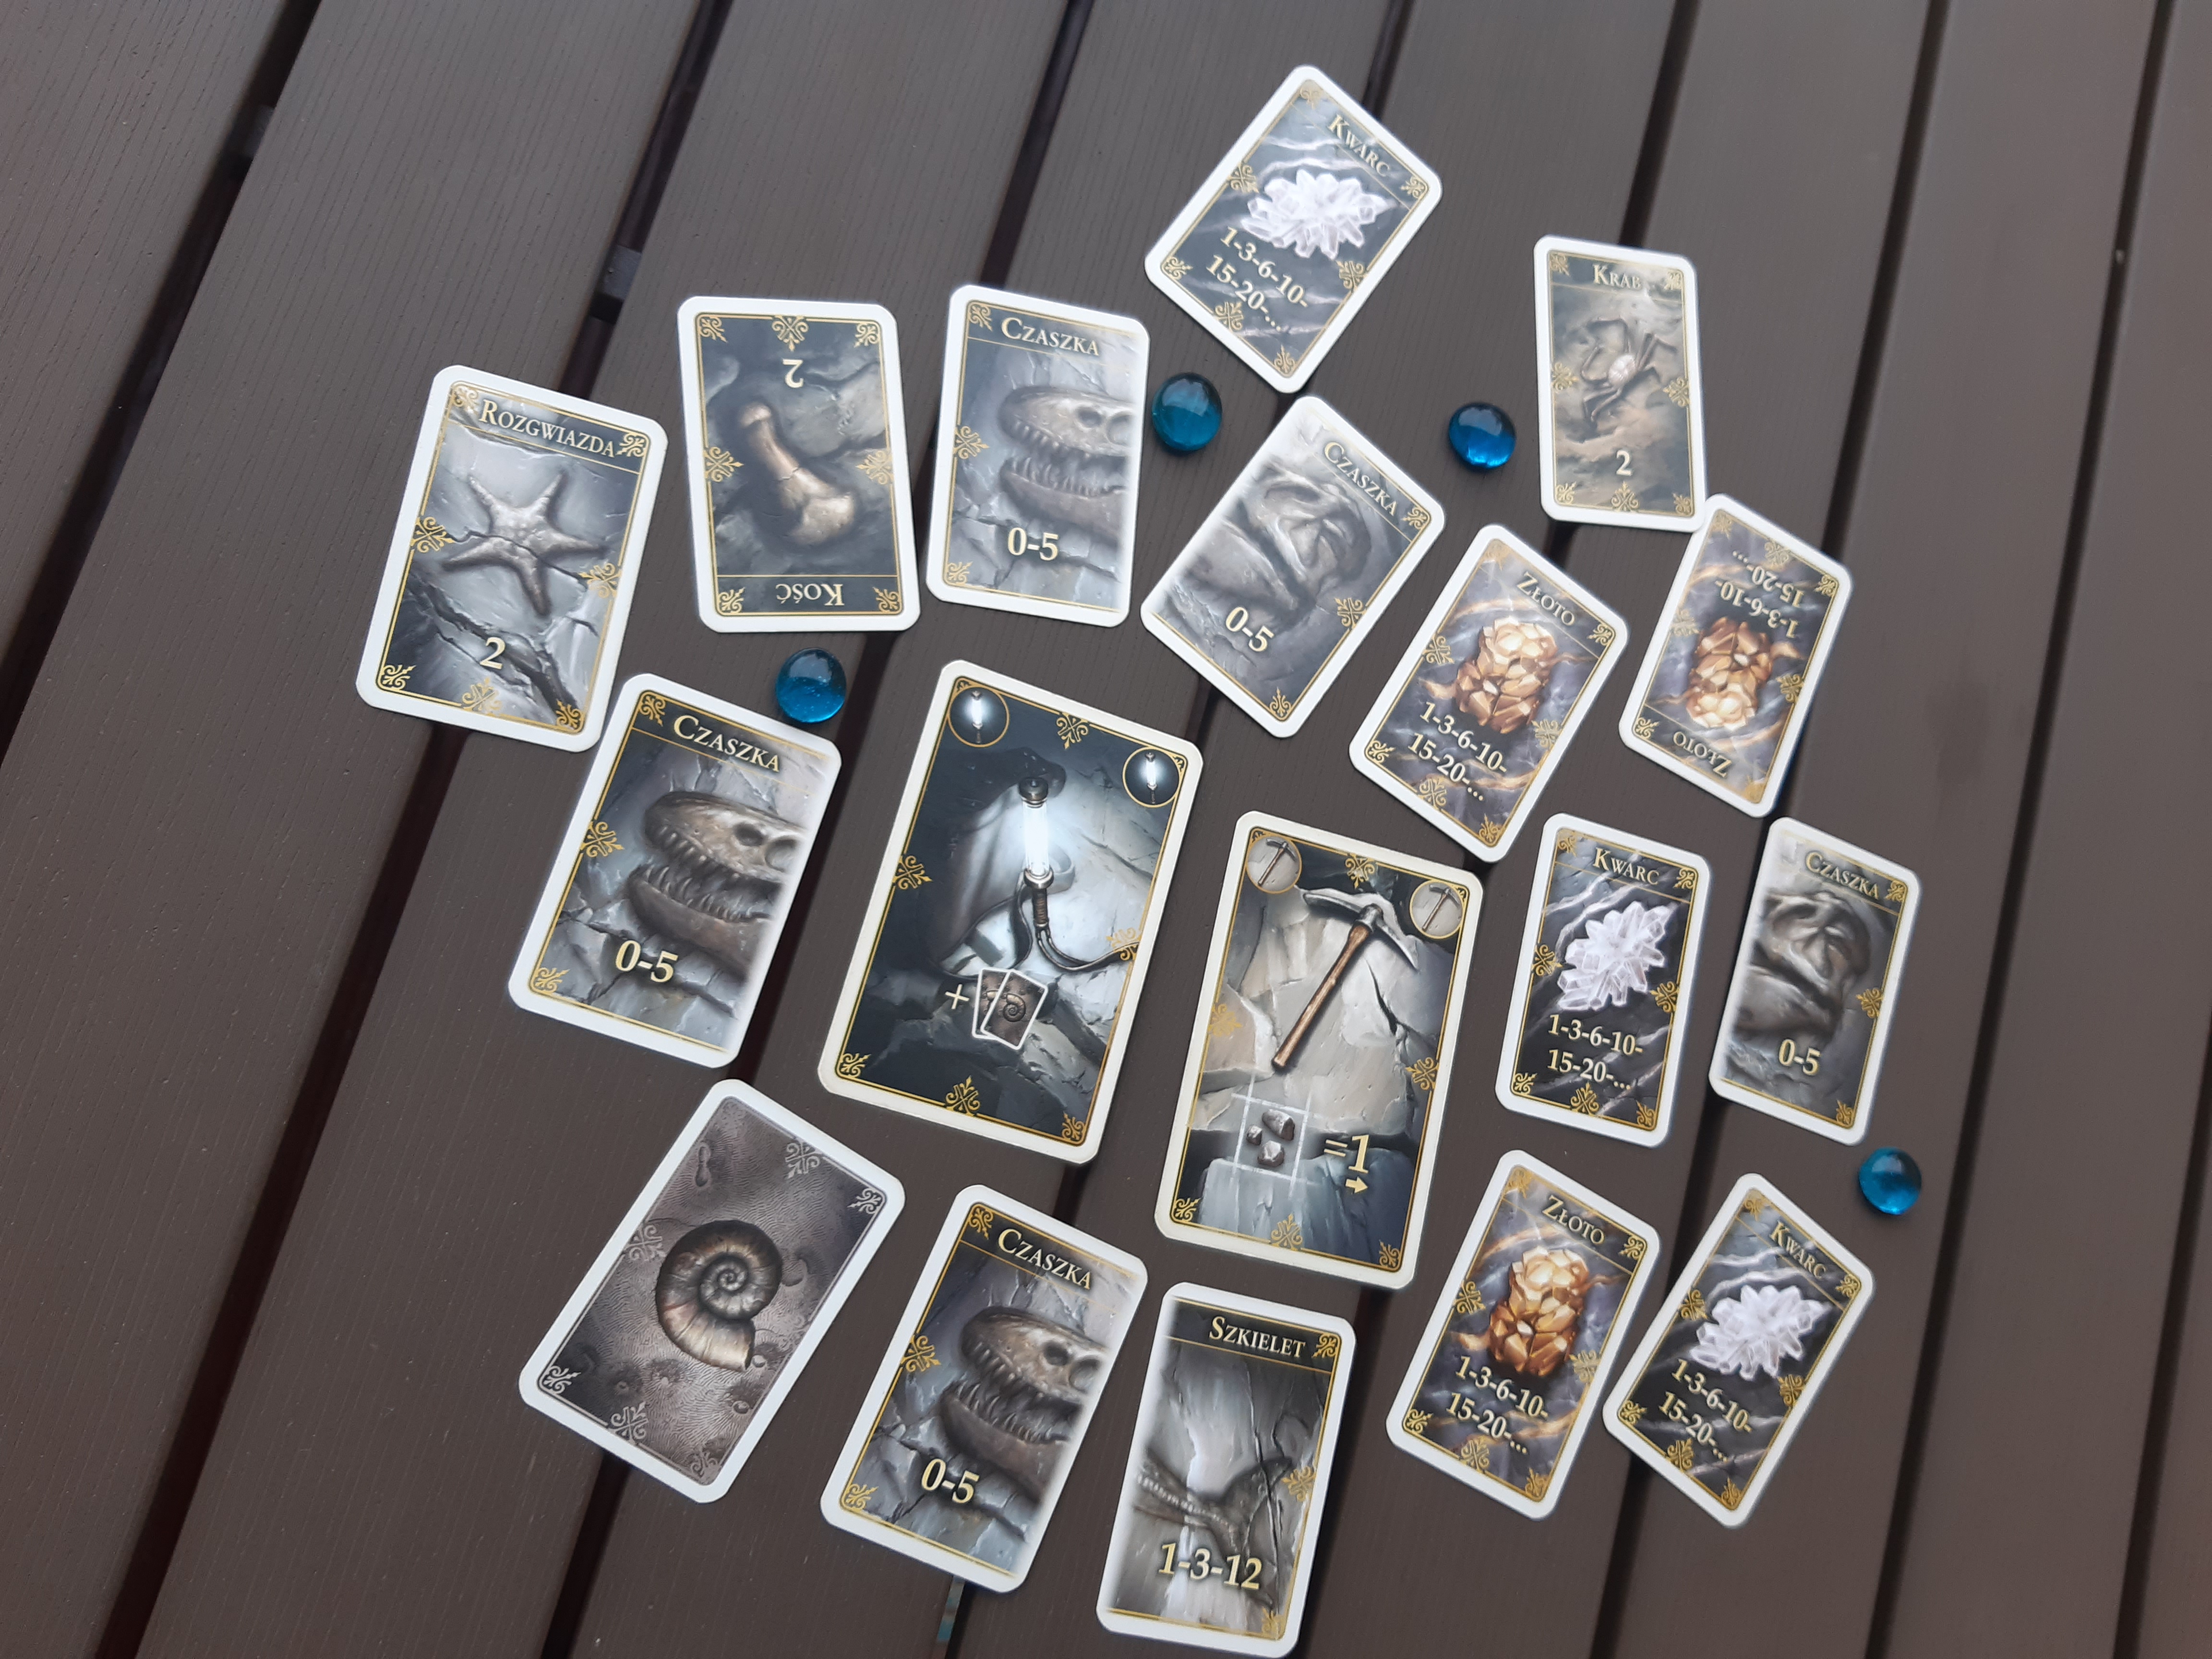 KWARC
1-3-6-10-
15-20-...
KRAB
2
CZASZKA
0-5
2
KOŚĆ
ROZGWIAZDA
2
CZASZKA
0-5
ZŁOTO
1-3-6-10-
15-20-...
ZŁOTO
1-3-6-10-
15-20-...
CZASZKA
0-5
+
=1
KWARC
1-3-6-10-
15-20-...
CZASZKA
0-5
CZASZKA
0-5
SZKIELET
1-3-12
ZŁOTO
1-3-6-10-
15-20-...
KWARC
1-3-6-10-
15-20-...